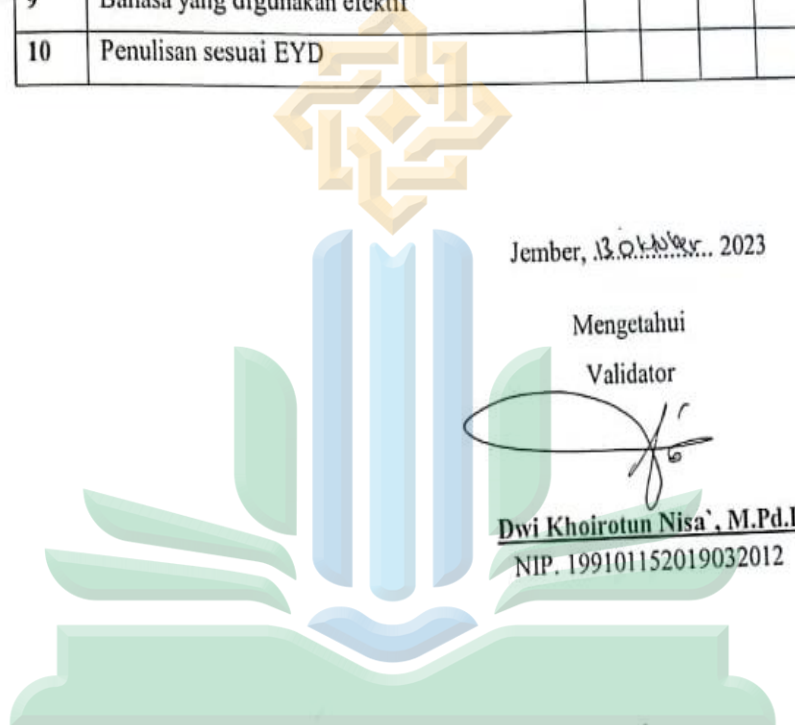 9 Bahasa yang digunakan efektif
10 Penulisan sesuai EYD
Jember, 13 Oktober 2023
Mengetahui
Validator
Dwi Khoirotun Nisa`, M.Pd.I
NIP. 199101152019032012